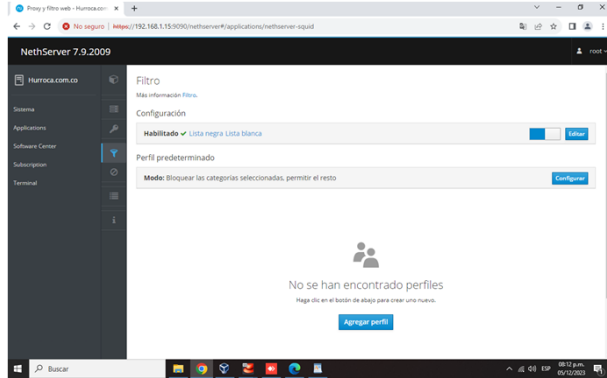 Proxy y filtro web - Hurroca.com
No seguro | https://192.168.1.15:9090/nethserver#/applications/nethserver-squid
NethServer 7.9.2009
root
Hurroca.com.co
Sistema
Applications
Software Center
Subscription
Terminal
Filtro
Más información Filtro.
Configuración
Habilitado ✔ Lista negra Lista blanca
Editar
Perfil predeterminado
Modo: Bloquear las categorías seleccionadas, permitir el resto
Configurar
No se han encontrado perfiles
Haga clic en el botón de abajo para crear uno nuevo.
Agregar perfil
Buscar
ESP
08:12 p.m.
05/12/2023